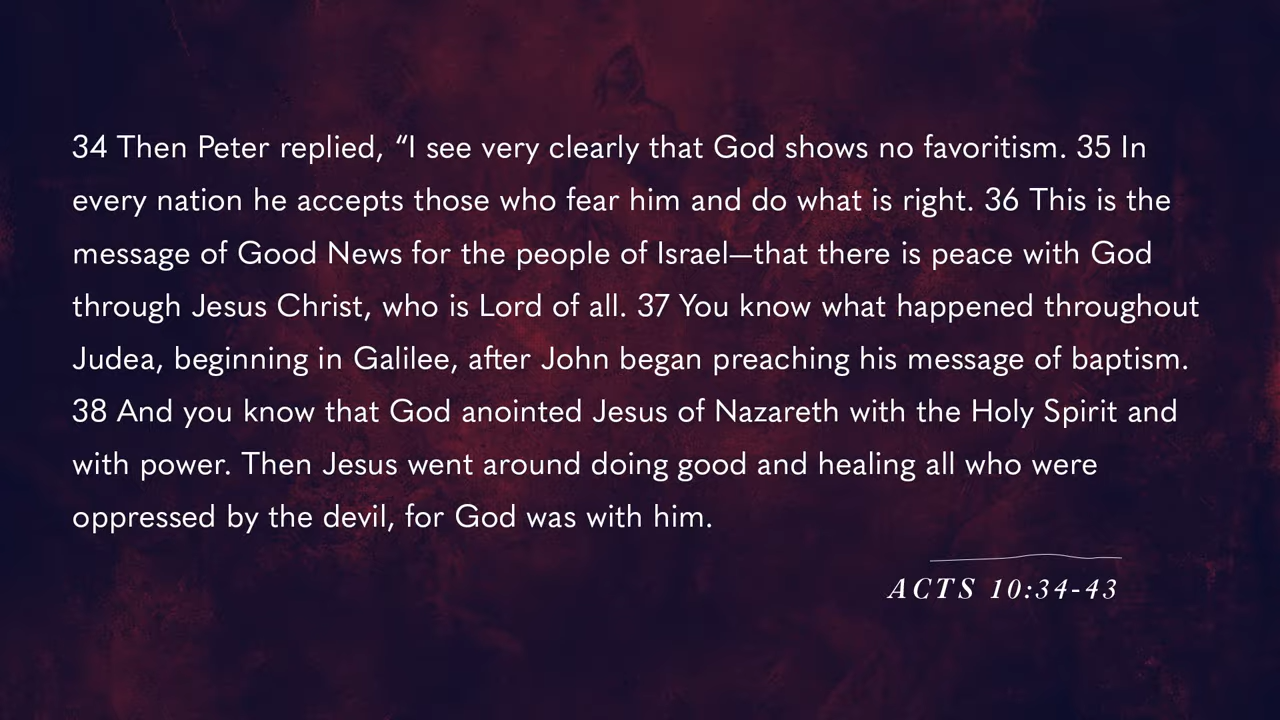 34 Then Peter replied, “I see very clearly that God shows no favoritism. 35 In
every nation he accepts those who fear him and do what is right. 36 This is the
message of Good News for the people of Israel—that there is peace with God
through Jesus Christ, who is Lord of all. 37 You know what happened throughout
Judea, beginning in Galilee, after John began preaching his message of baptism.
38 And you know that God anointed Jesus of Nazareth with the Holy Spirit and
with power. Then Jesus went around doing good and healing all who were
oppressed by the devil, for God was with him.
ACTS 10:34-43